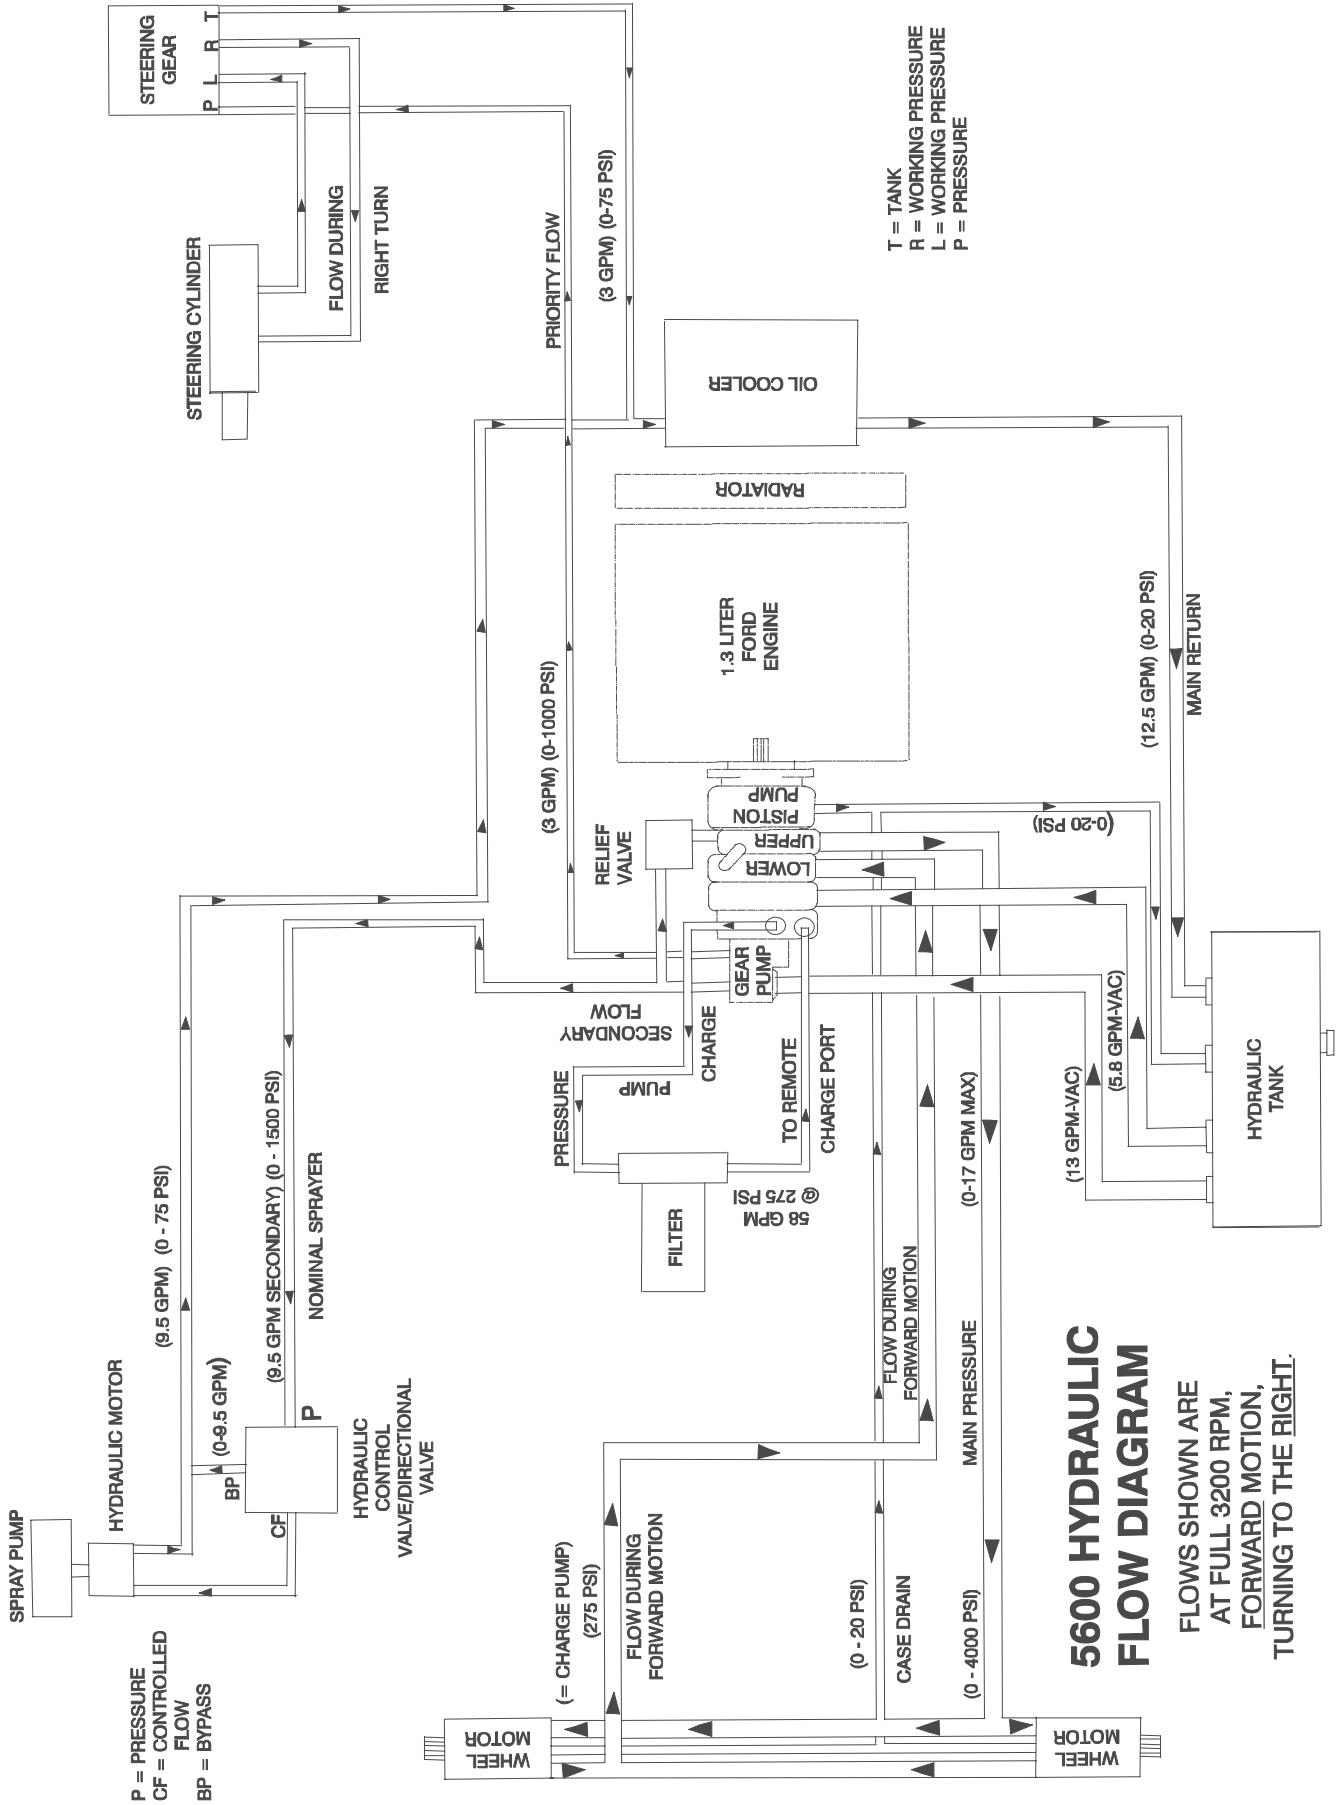 5600 HYDRAULIC
FLOW DIAGRAM
FLOWS SHOWN ARE
AT FULL 3200 RPM,
FORWARD MOTION,
TURNING TO THE RIGHT.
P = PRESSURE
CF = CONTROLLED
FLOW
BP = BYPASS
SPRAY PUMP
HYDRAULIC MOTOR
BP
CF
P
(0-9.5 GPM)
HYDRAULIC
CONTROL
VALVE/DIRECTIONAL
VALVE
(9.5 GPM) (0 - 75 PSI)
(9.5 GPM SECONDARY) (0 - 1500 PSI)
NOMINAL SPRAYER
STEERING CYLINDER
FLOW DURING
RIGHT TURN
STEERING
GEAR
P L R T
PRIORITY FLOW
(3 GPM) (0-75 PSI)
(3 GPM) (0-1000 PSI)
T = TANK
R = WORKING PRESSURE
L = WORKING PRESSURE
P = PRESSURE
OIL COOLER
RADIATOR
1.3 LITER
FORD
ENGINE
RELIEF
VALVE
PISTON
PUMP
UPPER
LOWER
GEAR
PUMP
SECONDARY
FLOW
PRESSURE
PUMP
CHARGE
TO REMOTE
CHARGE PORT
FILTER
58 GPM
@ 275 PSI
(12.5 GPM) (0-20 PSI)
MAIN RETURN
(0-20 PSI)
(5.8 GPM-VAC)
(13 GPM-VAC)
HYDRAULIC
TANK
(0-17 GPM MAX)
FLOW DURING
FORWARD MOTION
MAIN PRESSURE
(0 - 4000 PSI)
(0 - 20 PSI)
CASE DRAIN
(= CHARGE PUMP)
(275 PSI)
FLOW DURING
FORWARD MOTION
WHEEL
MOTOR
WHEEL
MOTOR